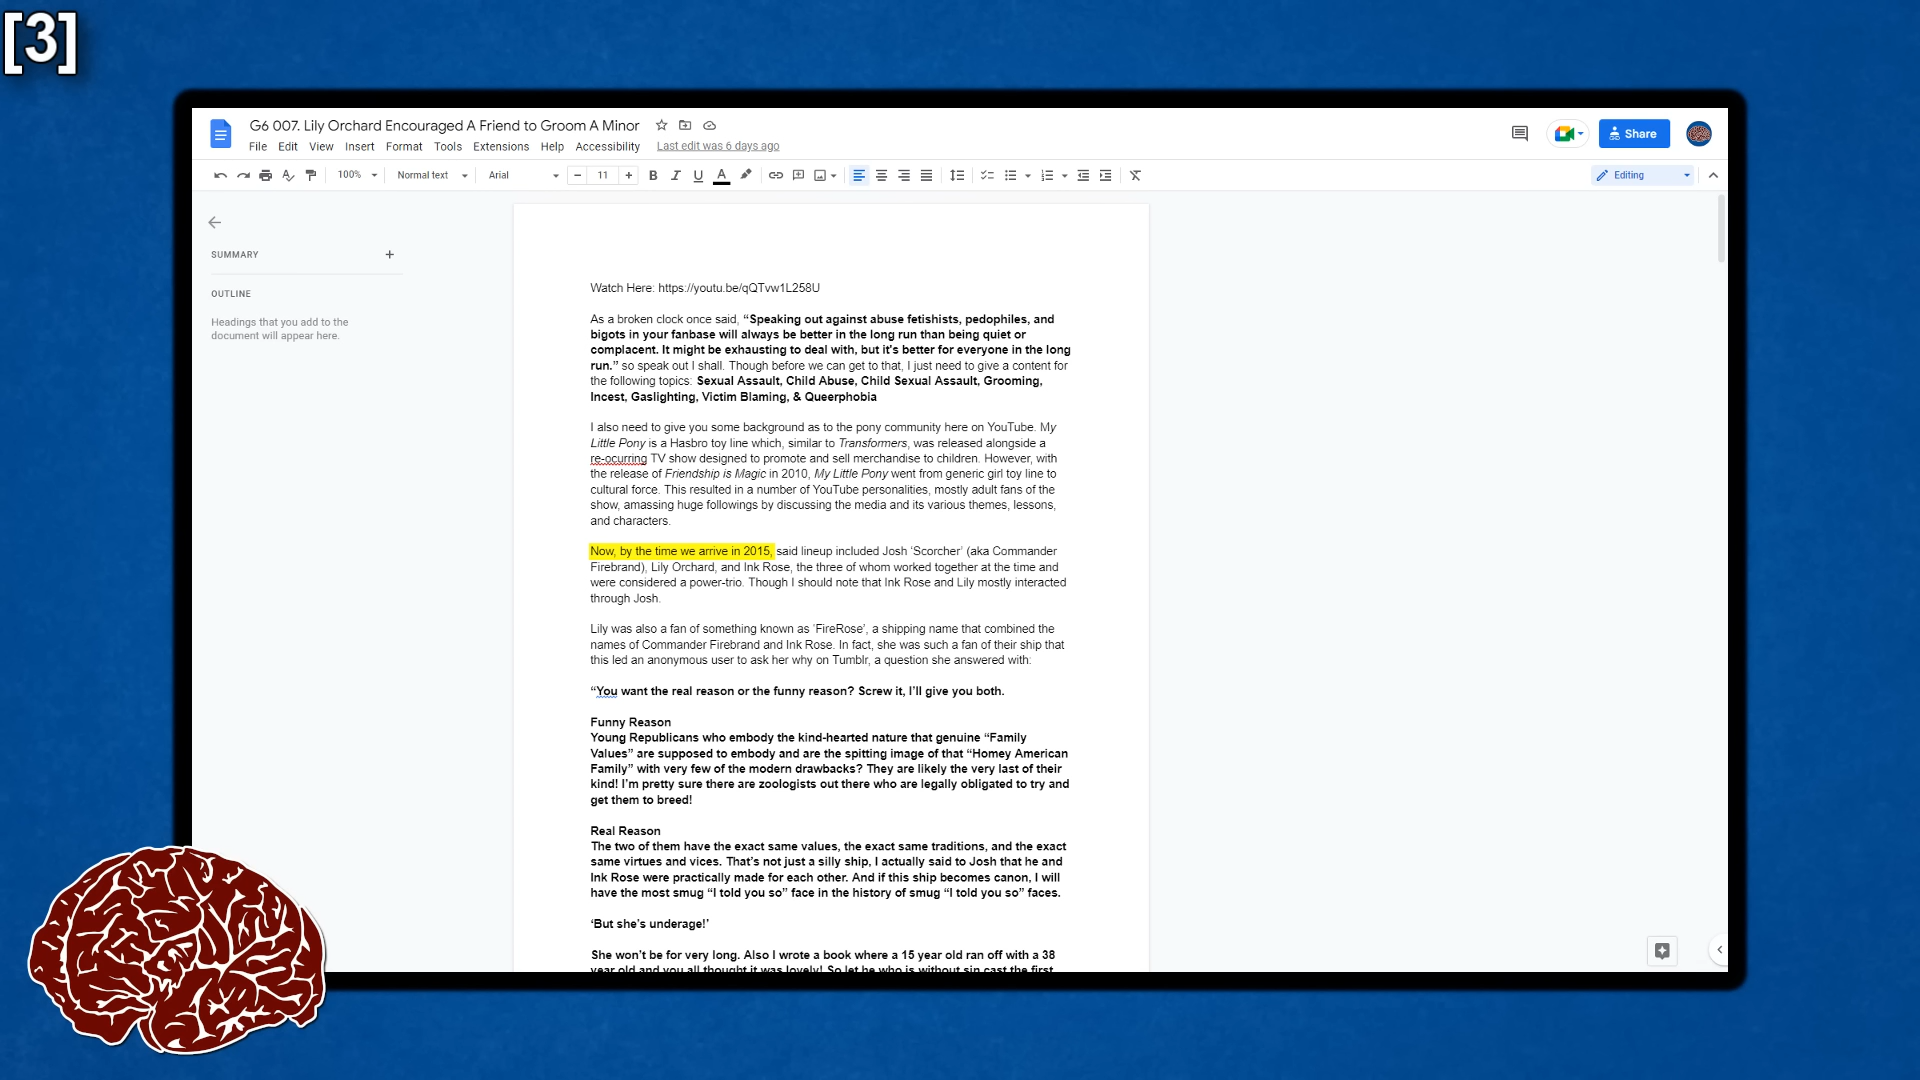 [3]
G6 007. Lily Orchard Encouraged A Friend to Groom A Minor
File Edit View Insert Format Tools Extensions Help Accessibility Last edit was 6 days ago
Share
100% Normal text Arial 11 Editing
SUMMARY
OUTLINE
Headings that you add to the
document will appear here.
Watch Here: https://youtu.be/qQTvw1L258U
As a broken clock once said, “Speaking out against abuse fetishists, pedophiles, and
bigots in your fanbase will always be better in the long run than being quiet or
complacent. It might be exhausting to deal with, but it's better for everyone in the long
run.” so speak out I shall. Though before we can get to that, I just need to give a content for
the following topics: Sexual Assault, Child Abuse, Child Sexual Assault, Grooming,
Incest, Gaslighting, Victim Blaming, & Queerphobia
I also need to give you some background as to the pony community here on YouTube. My
Little Pony is a Hasbro toy line which, similar to Transformers, was released alongside a
re-ocurring TV show designed to promote and sell merchandise to children. However, with
the release of Friendship is Magic in 2010, My Little Pony went from generic girl toy line to
cultural force. This resulted in a number of YouTube personalities, mostly adult fans of the
show, amassing huge followings by discussing the media and its various themes, lessons,
and characters.
Now, by the time we arrive in 2015, said lineup included Josh ‘Scorcher’ (aka Commander
Firebrand), Lily Orchard, and Ink Rose, the three of whom worked together at the time and
were considered a power-trio. Though I should note that Ink Rose and Lily mostly interacted
through Josh.
Lily was also a fan of something known as ‘FireRose’, a shipping name that combined the
names of Commander Firebrand and Ink Rose. In fact, she was such a fan of their ship that
this led an anonymous user to ask her why on Tumblr, a question she answered with:
“You want the real reason or the funny reason? Screw it, I’ll give you both.
Funny Reason
Young Republicans who embody the kind-hearted nature that genuine “Family
Values” are supposed to embody and are the spitting image of that “Homey American
Family” with very few of the modern drawbacks? They are likely the very last of their
kind! I’m pretty sure there are zoologists out there who are legally obligated to try and
get them to breed!
Real Reason
The two of them have the exact same values, the exact same traditions, and the exact
same virtues and vices. That’s not just a silly ship, I actually said to Josh that he and
Ink Rose were practically made for each other. And if this ship becomes canon, I will
have the most smug “I told you so” face in the history of smug “I told you so” faces.
‘But she’s underage!’
She won’t be for very long. Also I wrote a book where a 15 year old ran off with a 38
year old and you all thought it was lovely! So let he who is without sin cast the first